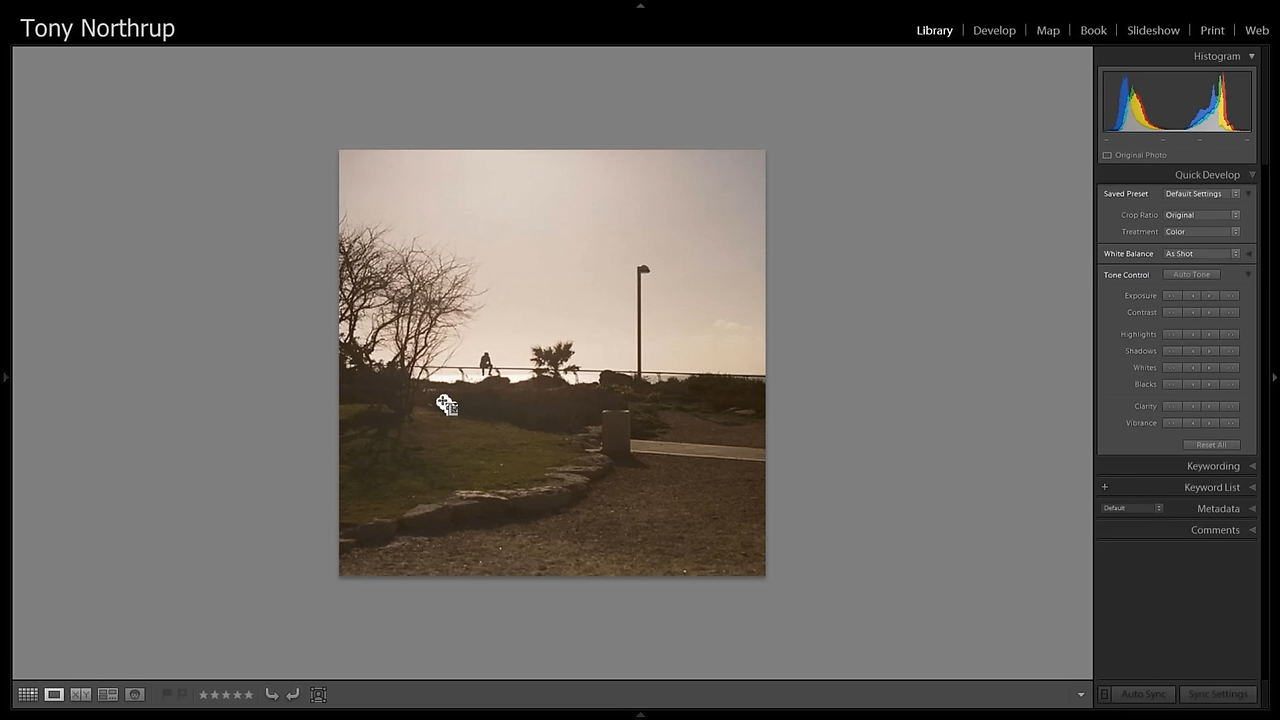 Tony Northrup
Library | Develop | Map | Book | Slideshow | Print | Web
Histogram
Original Photo
Quick Develop
Saved Preset Default Settings
Crop Ratio Original
Treatment Color
White Balance As Shot
Tone Control Auto Tone
Exposure
Contrast
Highlights
Shadows
Whites
Blacks
Clarity
Vibrance
Reset All
Keywording
+ Keyword List
Default Metadata
Comments
X Y
Auto Sync Sync Settings